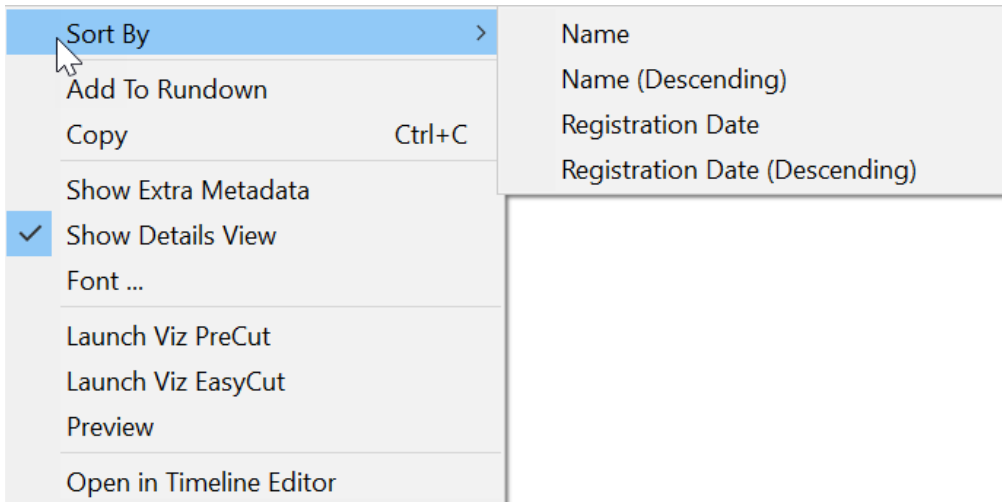 Sort By
Add To Rundown
Copy Ctrl+C
Show Extra Metadata
Show Details View
Font ...
Launch Viz PreCut
Launch Viz EasyCut
Preview
Open in Timeline Editor
Name
Name (Descending)
Registration Date
Registration Date (Descending)